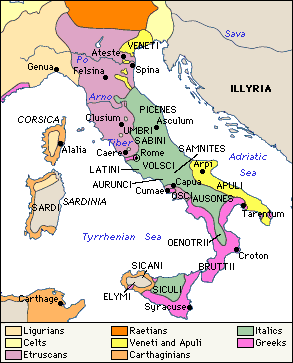 Sava
VENETI
Ateste
Po
Spina
Genua
Felsina
ILLYRIA
Arno
PICENES
Clusium
Asculum
CORSICA
UMBRI
SABINI
Tiber
SAMNITES
Alalia
Caere
Rome
Adriatic
Sea
VOLSCI
Arpi
LATINI
Capua
APULI
AURUNCI
OSCI
AUSONES
Cumae
SARDI
SARDINIA
Tarentum
Tyrrhenian Sea
OENOTRII
Croton
BRUTTII
SICANI
Carthage
ELYMI
SICULI
Syracuse
Ligurians
Raetians
Italics
Celts
Veneti and Apuli
Greeks
Etruscans
Carthaginians